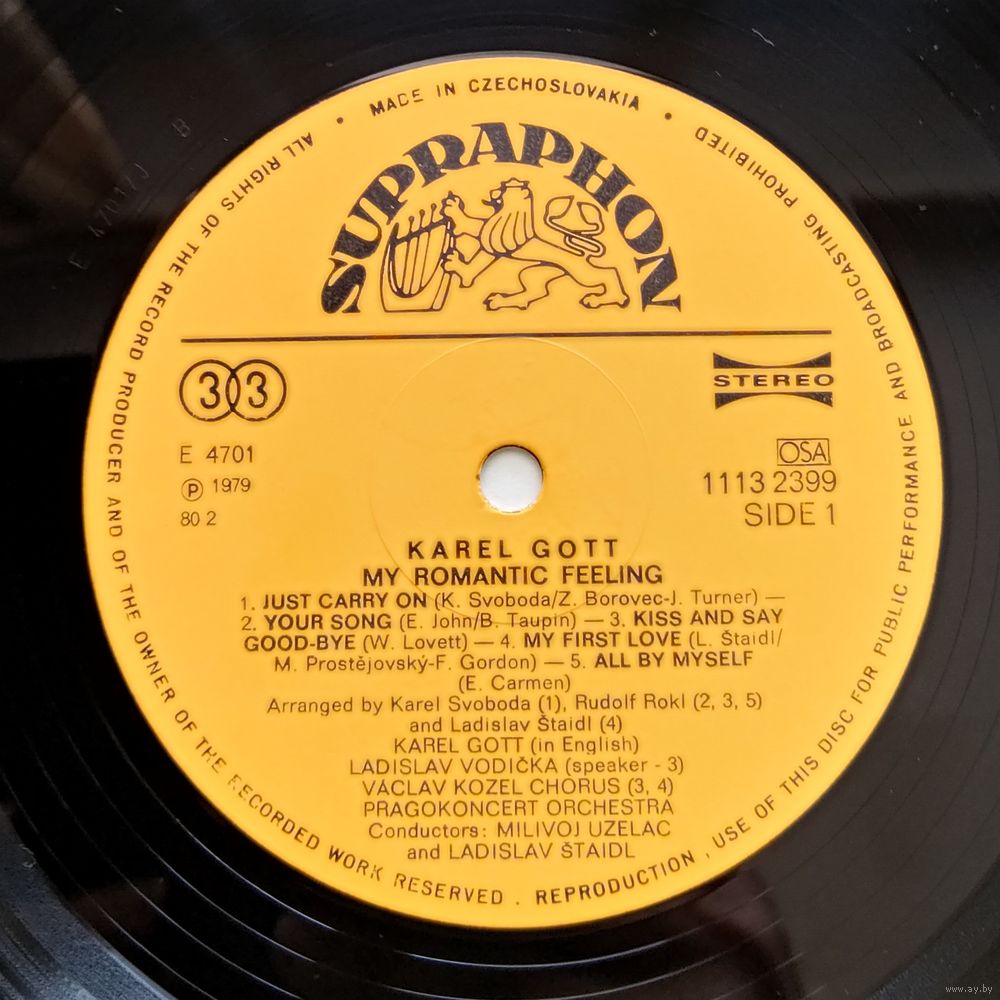 ALL RIGHTS OF THE RECORD PRODUCER AND OF THE OWNER OF THE RECORDED WORK RESERVED . REPRODUCTION , USE OF THIS DISC FOR PUBLIC PERFORMANCE AND BROADCASTING PROHIBITED
• MADE IN CZECHOSLOVAKIA •
SUPRAPHON
33
STEREO
E 4701
OSA
Ⓟ 1979
1113 2399
80 2
SIDE 1
KAREL GOTT
MY ROMANTIC FEELING
1. JUST CARRY ON (K. Svoboda/Z. Borovec-J. Turner) —
2. YOUR SONG (E. John/B. Taupin) — 3. KISS AND SAY
GOOD-BYE (W. Lovett) — 4. MY FIRST LOVE (L. Štaidl/
M. Prostějovský-F. Gordon) — 5. ALL BY MYSELF
(E. Carmen)
Arranged by Karel Svoboda (1), Rudolf Rokl (2, 3, 5)
and Ladislav Štaidl (4)
KAREL GOTT (in English)
LADISLAV VODIČKA (speaker - 3)
VÁCLAV KOZEL CHORUS (3, 4)
PRAGOKONCERT ORCHESTRA
Conductors: MILIVOJ UZELAC
and LADISLAV ŠTAIDL
www.ay.by